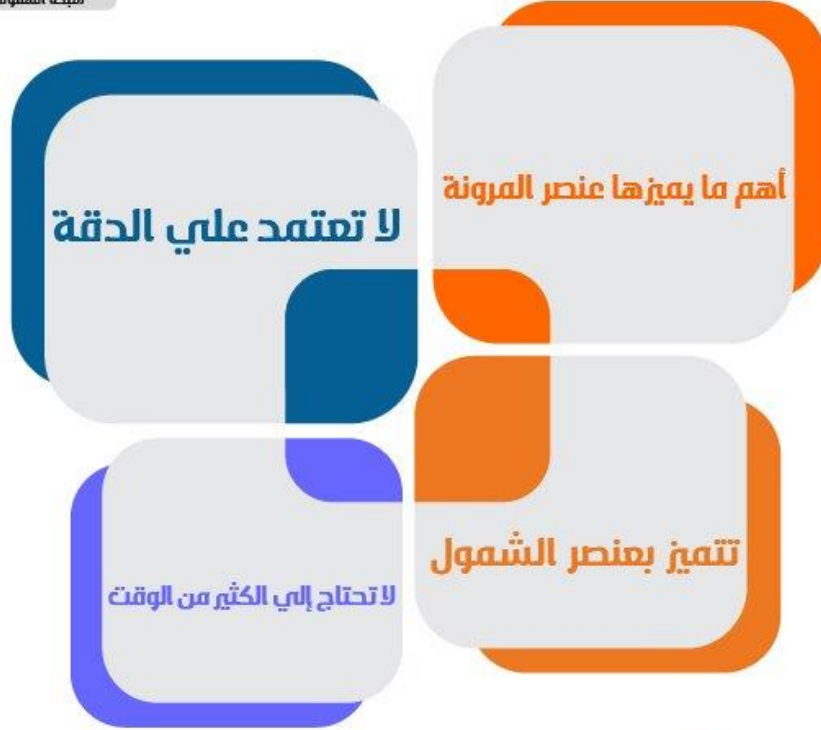 أهم ما يميزها عنصر المرونة
لا تعتمد علي الدقة
تتميز بعنصر الشمول
لا تحتاج إلي الكثير من الوقت